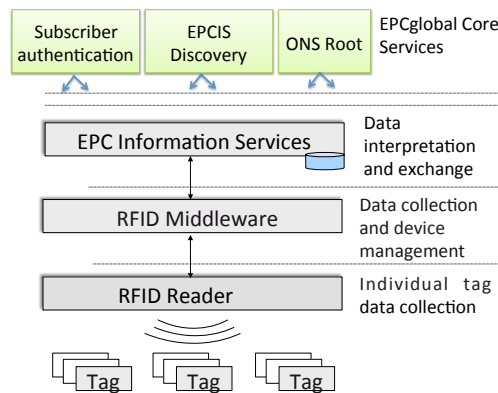 Subscriber
authentication
EPCIS
Discovery
ONS Root
EPCglobal Core
Services
EPC Information Services
Data
interpretation
and exchange
RFID Middleware
Data collection
and device
management
RFID Reader
Individual tag
data collection
Tag
Tag
Tag